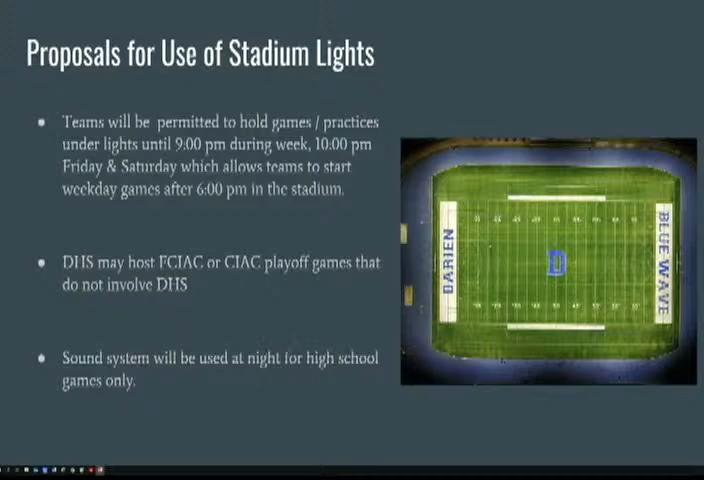 Proposals for Use of Stadium Lights
Teams will be permitted to hold games / practices
under lights until 9:00 pm during week, 10:00 pm
Friday & Saturday which allows teams to start
weekday games after 6:00 pm in the stadium.
DHS may host FCIAC or CIAC playoff games that
do not involve DHS
Sound system will be used at night for high school
games only.
DARIEN
D
BLUE WAVE